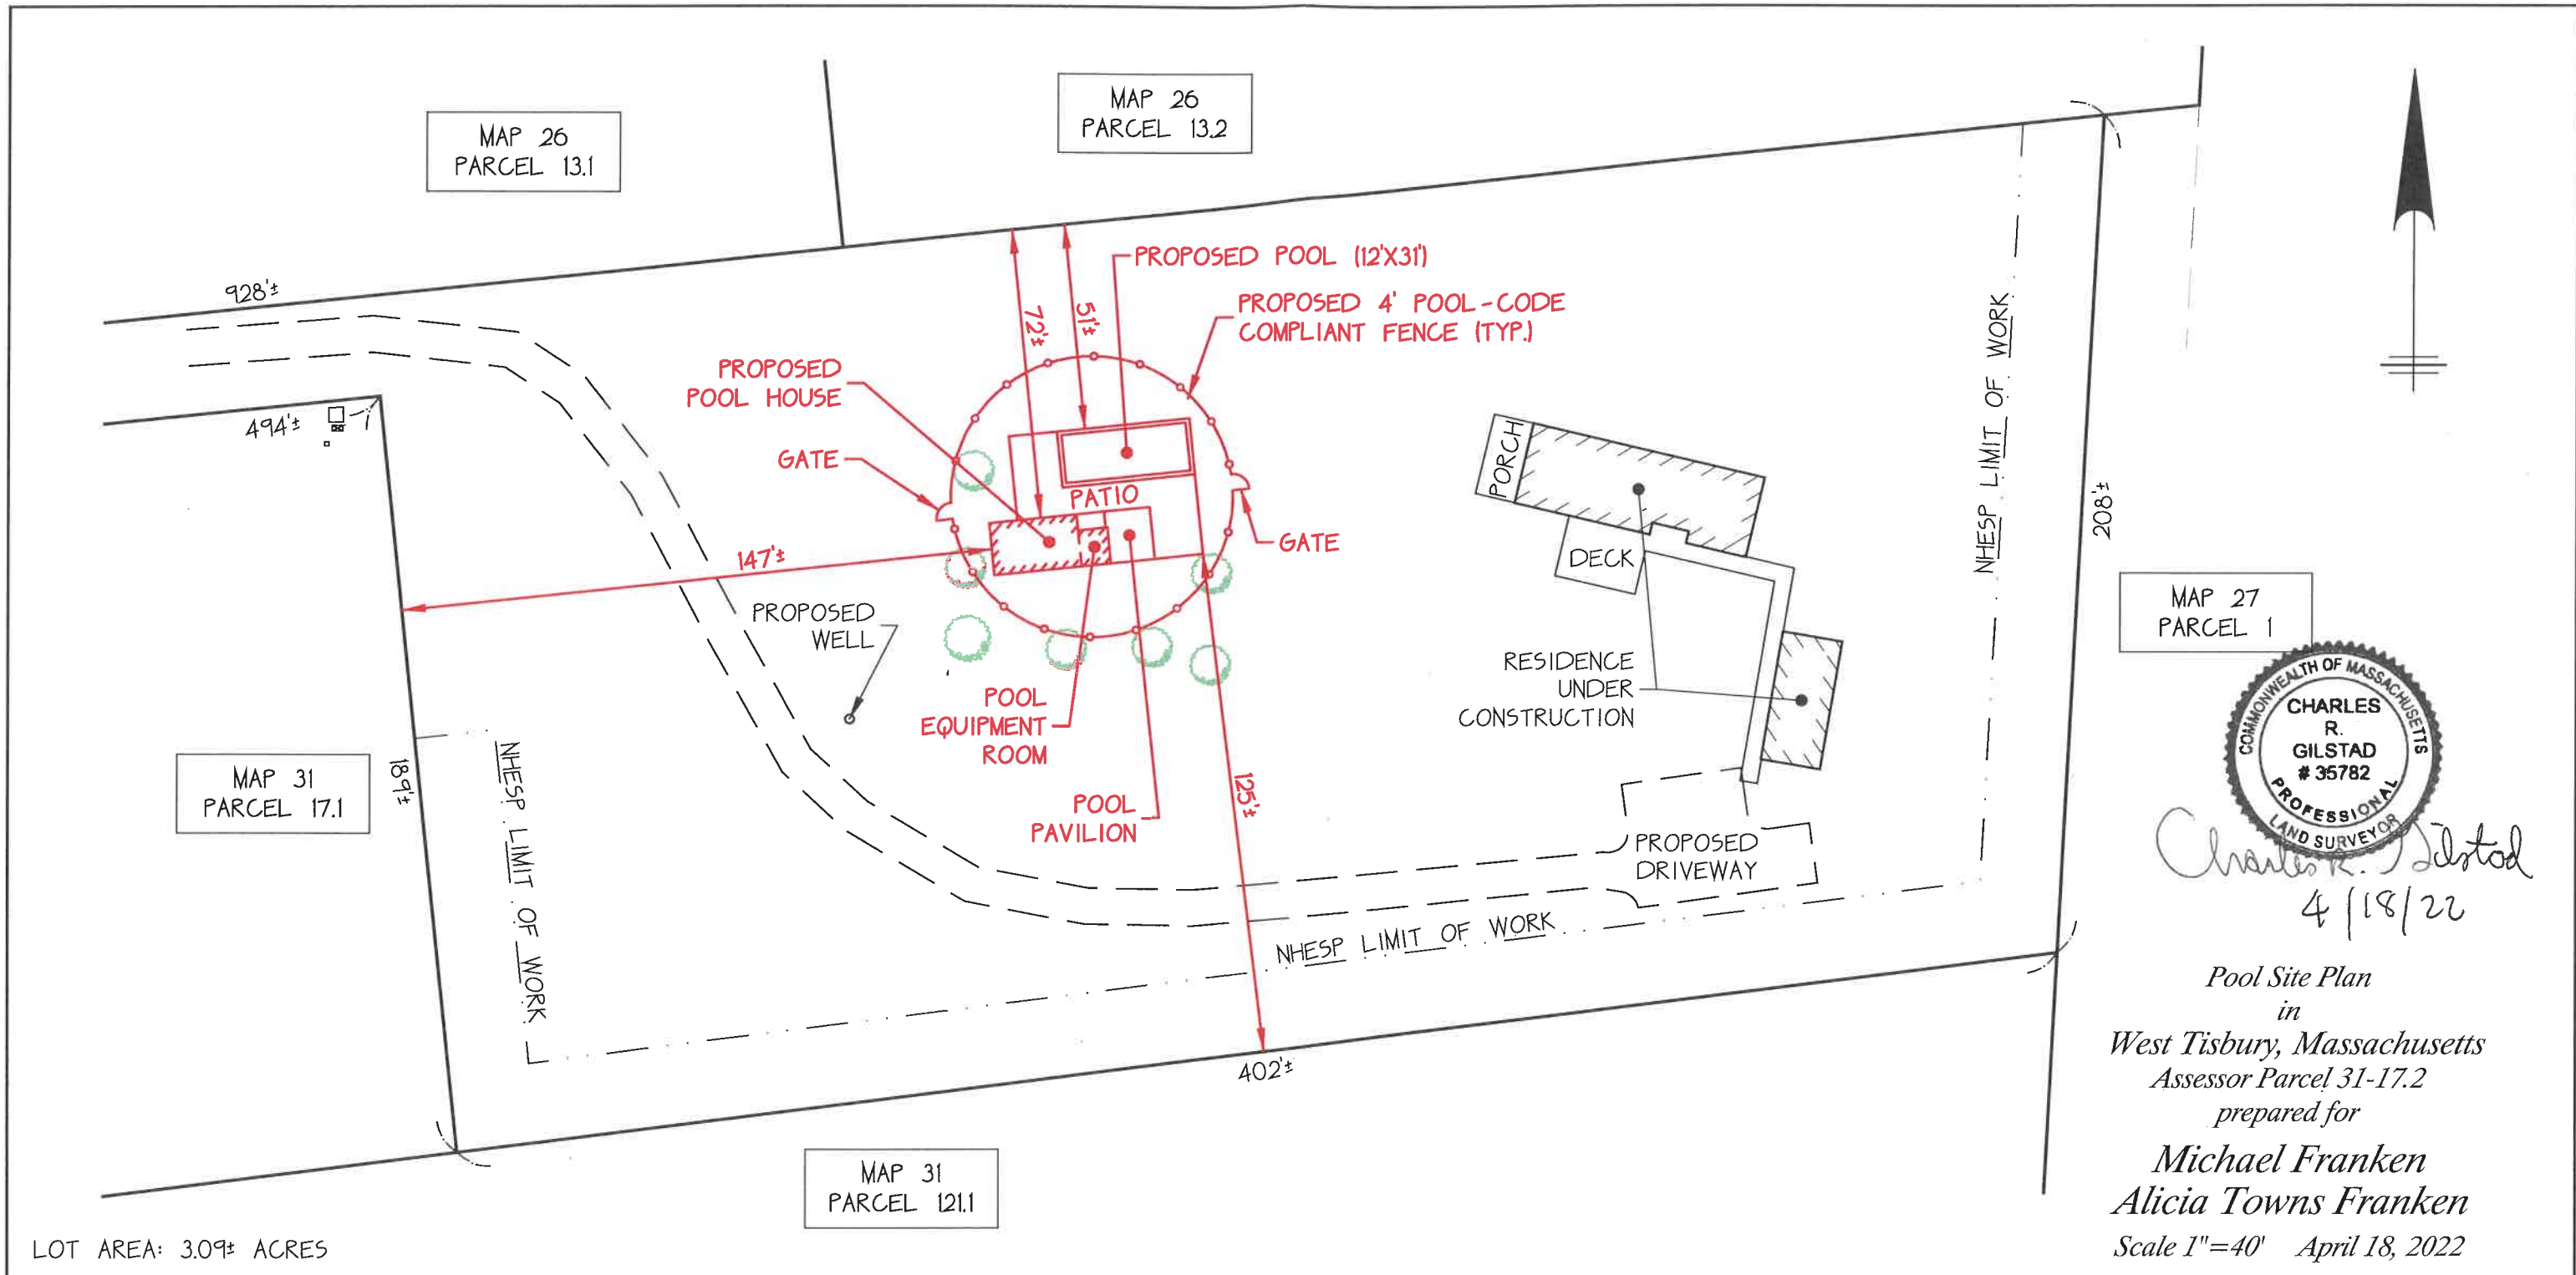 MAP 26
PARCEL 13.1
MAP 26
PARCEL 13.2
928'±
494'±
72'±
51'±
PROPOSED POOL (12'X31')
PROPOSED 4' POOL-CODE
COMPLIANT FENCE (TYP.)
PROPOSED
POOL HOUSE
GATE
PATIO
GATE
147'±
PROPOSED
WELL
POOL
EQUIPMENT
ROOM
POOL
PAVILION
125'±
PORCH
DECK
RESIDENCE
UNDER
CONSTRUCTION
PROPOSED
DRIVEWAY
NHESP LIMIT OF WORK
208'±
MAP 27
PARCEL 1
MAP 31
PARCEL 17.1
189'±
NHESP LIMIT OF WORK
NHESP LIMIT OF WORK
402'±
MAP 31
PARCEL 121.1
LOT AREA: 3.09± ACRES
COMMONWEALTH OF MASSACHUSETTS
CHARLES
R.
GILSTAD
# 35782
PROFESSIONAL
LAND SURVEYOR
Charles R. Gilstad
4/18/22
Pool Site Plan
in
West Tisbury, Massachusetts
Assessor Parcel 31-17.2
prepared for
Michael Franken
Alicia Towns Franken
Scale 1"=40' April 18, 2022